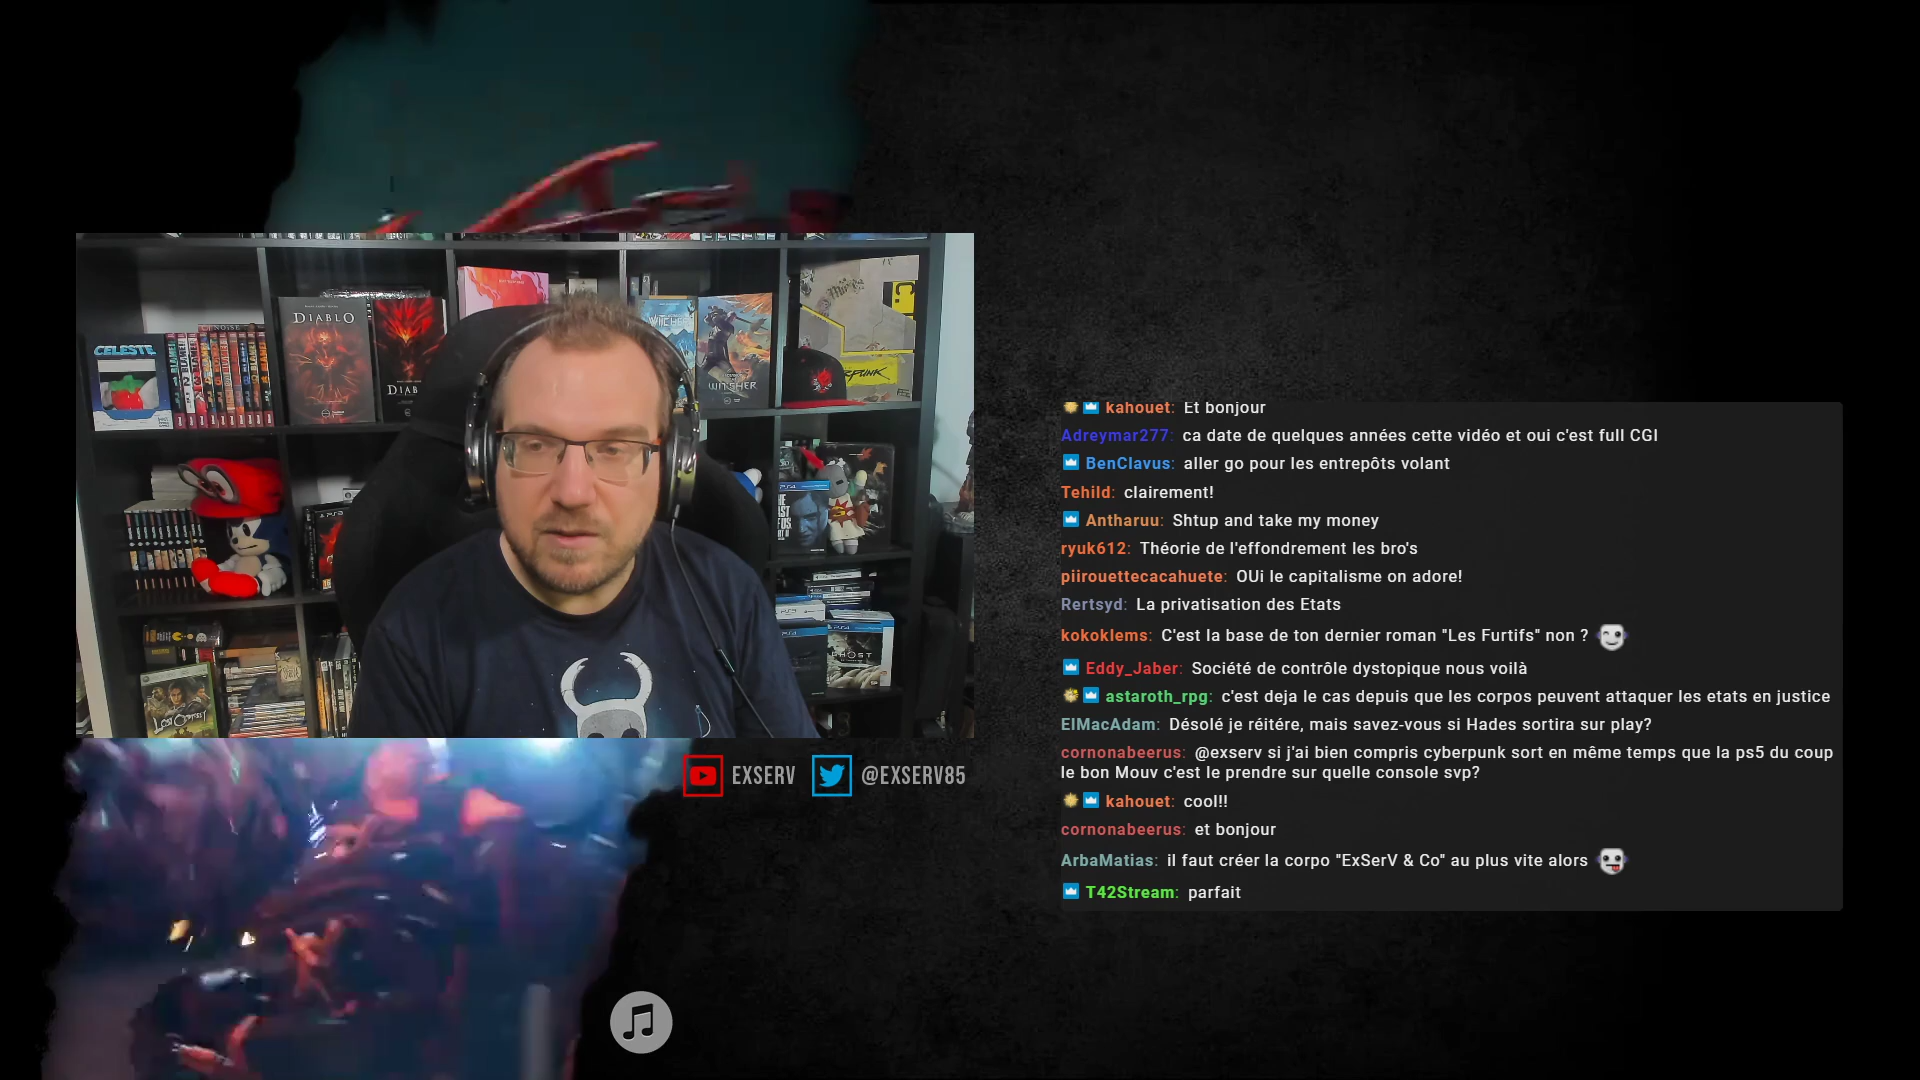 DIABLO
DIAB
CELESTE
WITCHER
WITCHER
LOST ODYSSEY
GHOST
EXSERV
@EXSERV85
kahouet: Et bonjour
Adreymar277: ca date de quelques années cette vidéo et oui c'est full CGI
BenClavus: aller go pour les entrepôts volant
Tehild: clairement!
Antharuu: Shtup and take my money
ryuk612: Théorie de l'effondrement les bro's
piirouettecacahuete: OUi le capitalisme on adore!
Rertsyd: La privatisation des Etats
kokoklems: C'est la base de ton dernier roman "Les Furtifs" non ?
Eddy_Jaber: Société de contrôle dystopique nous voilà
astaroth_rpg: c'est deja le cas depuis que les corpos peuvent attaquer les etats en justice
ElMacAdam: Désolé je réitére, mais savez-vous si Hades sortira sur play?
cornonabeerus: @exserv si j'ai bien compris cyberpunk sort en même temps que la ps5 du coup
le bon Mouv c'est le prendre sur quelle console svp?
kahouet: cool!!
cornonabeerus: et bonjour
ArbaMatias: il faut créer la corpo "ExSerV & Co" au plus vite alors
T42Stream: parfait